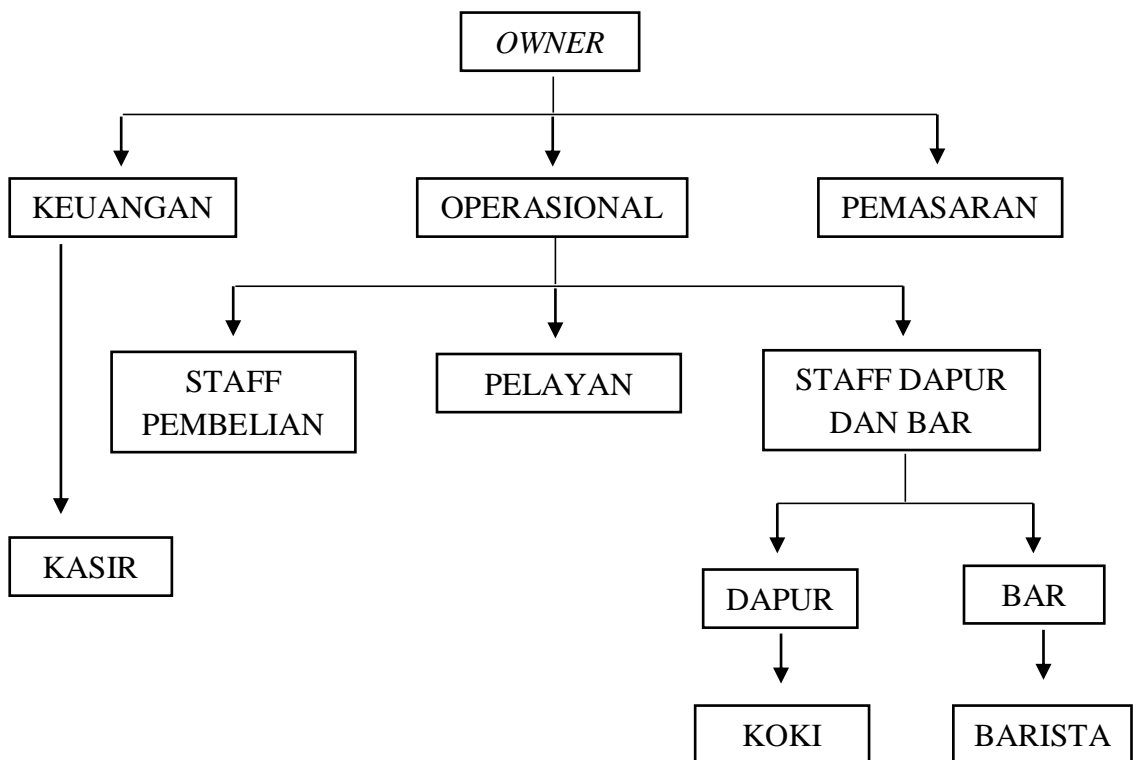 OWNER
KEUANGAN
OPERASIONAL
PEMASARAN
STAFF
PEMBELIAN
PELAYAN
STAFF DAPUR
DAN BAR
KASIR
DAPUR
BAR
KOKI
BARISTA